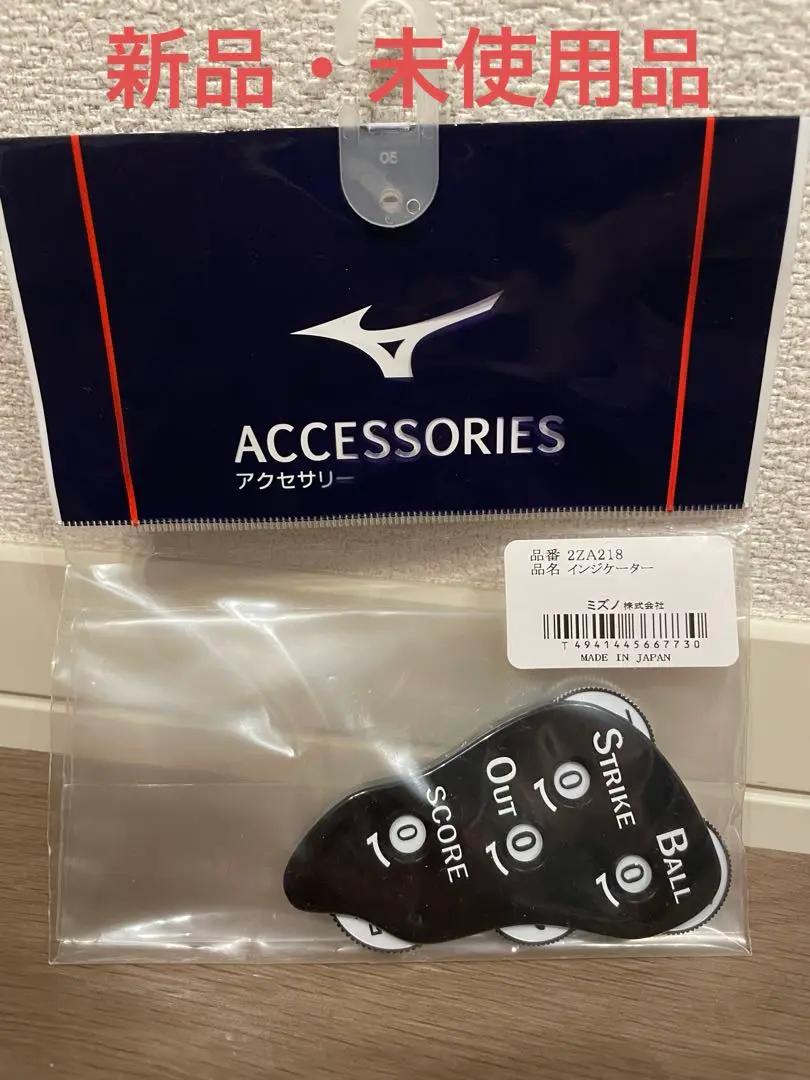 新品・未使用品
05
ACCESSORIES
アクセサリー
品番 2ZA218
品名 インジケーター
ミズノ株式会社
T4941445667730
MADE IN JAPAN
STRIKE
0
OUT
0
BALL
0
SCORE
0